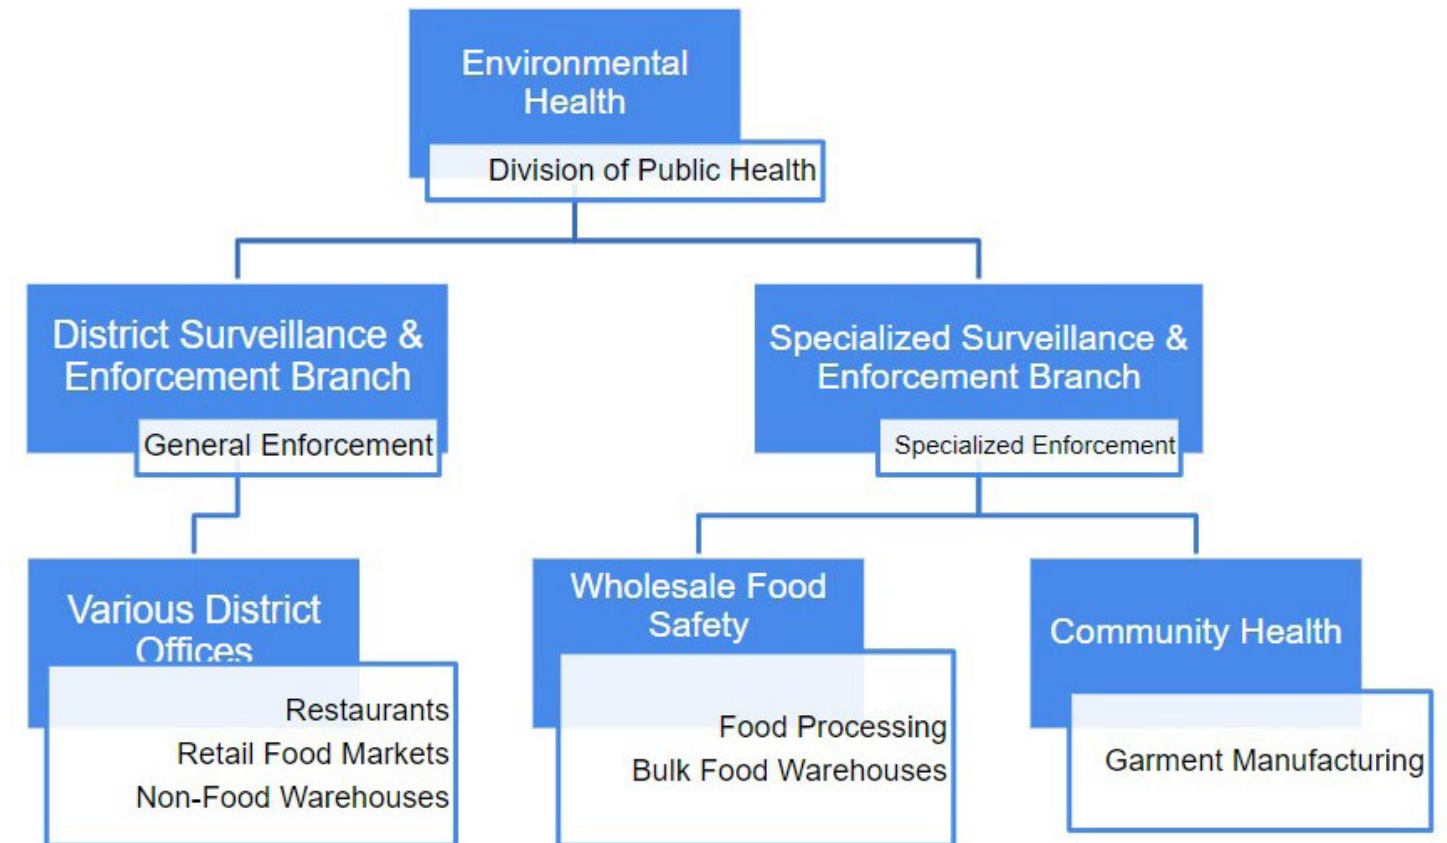 Environmental
Health
Division of Public Health
District Surveillance &
Enforcement Branch
General Enforcement
Specialized Surveillance &
Enforcement Branch
Specialized Enforcement
Various District
Offices
Restaurants
Retail Food Markets
Non-Food Warehouses
Wholesale Food
Safety
Food Processing
Bulk Food Warehouses
Community Health
Garment Manufacturing